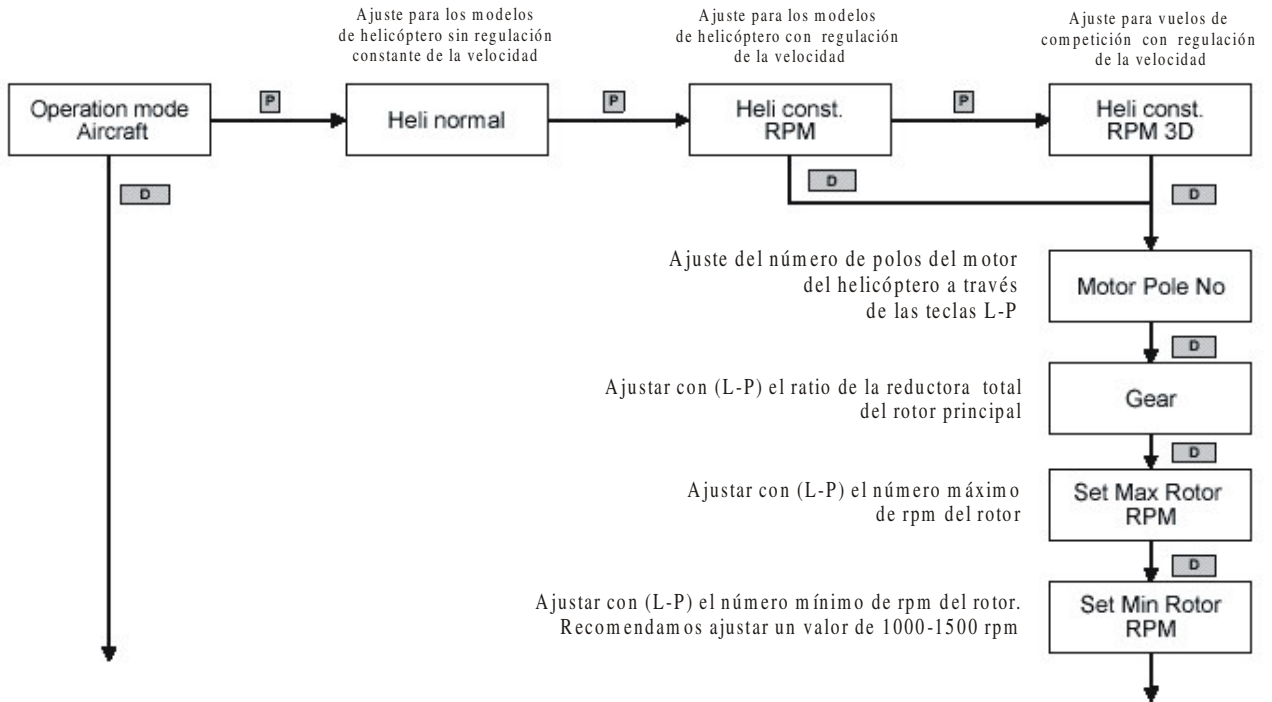 Ajuste para los modelos
de helicóptero sin regulación
constante de la velocidad
Ajuste para los modelos
de helicóptero con regulación
de la velocidad
Ajuste para vuelos de
competición con regulación
de la velocidad
Operation mode
Aircraft
P
Heli normal
P
Heli const.
RPM
P
Heli const.
RPM 3D
D
D
D
Ajuste del número de polos del motor
del helicóptero a través
de las teclas L-P
Motor Pole No
D
Ajustar con (L-P) el ratio de la reductora total
del rotor principal
Gear
D
Ajustar con (L-P) el número máximo
de rpm del rotor
Set Max Rotor
RPM
D
Ajustar con (L-P) el número mínimo de rpm del rotor.
Recomendamos ajustar un valor de 1000-1500 rpm
Set Min Rotor
RPM